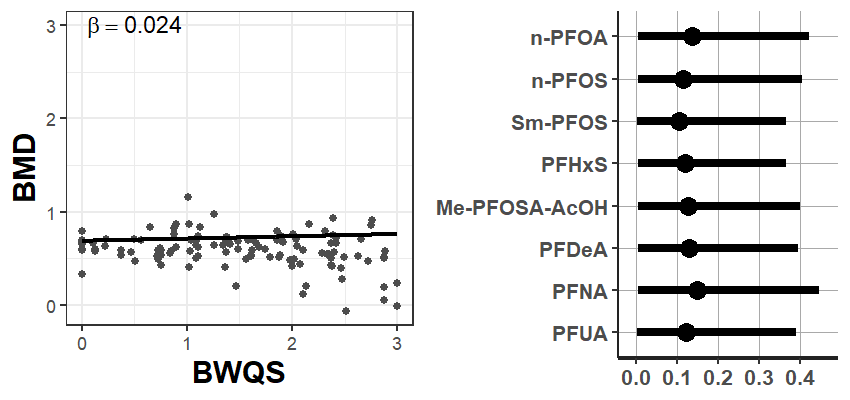 β = 0.024
BMD
3
2
1
0
0 1 2 3
BWQS
n-PFOA
n-PFOS
Sm-PFOS
PFHxS
Me-PFOSA-AcOH
PFDeA
PFNA
PFUA
0.0 0.1 0.2 0.3 0.4